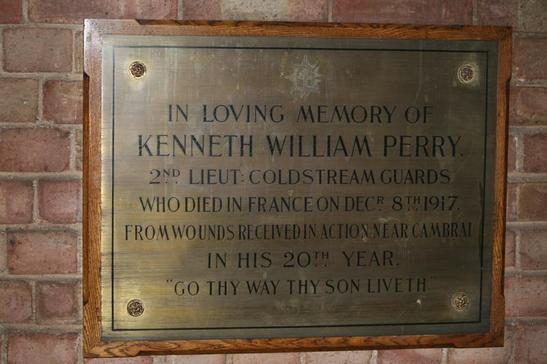 IN LOVING MEMORY OF
KENNETH WILLIAM PERRY.
2ND. LIEUT: COLDSTREAM GUARDS
WHO DIED IN FRANCE ON DECR 8TH 1917.
FROM WOUNDS RECEIVED IN ACTION, NEAR CAMBRAI
IN HIS 20TH YEAR.
"GO THY WAY THY SON LIVETH